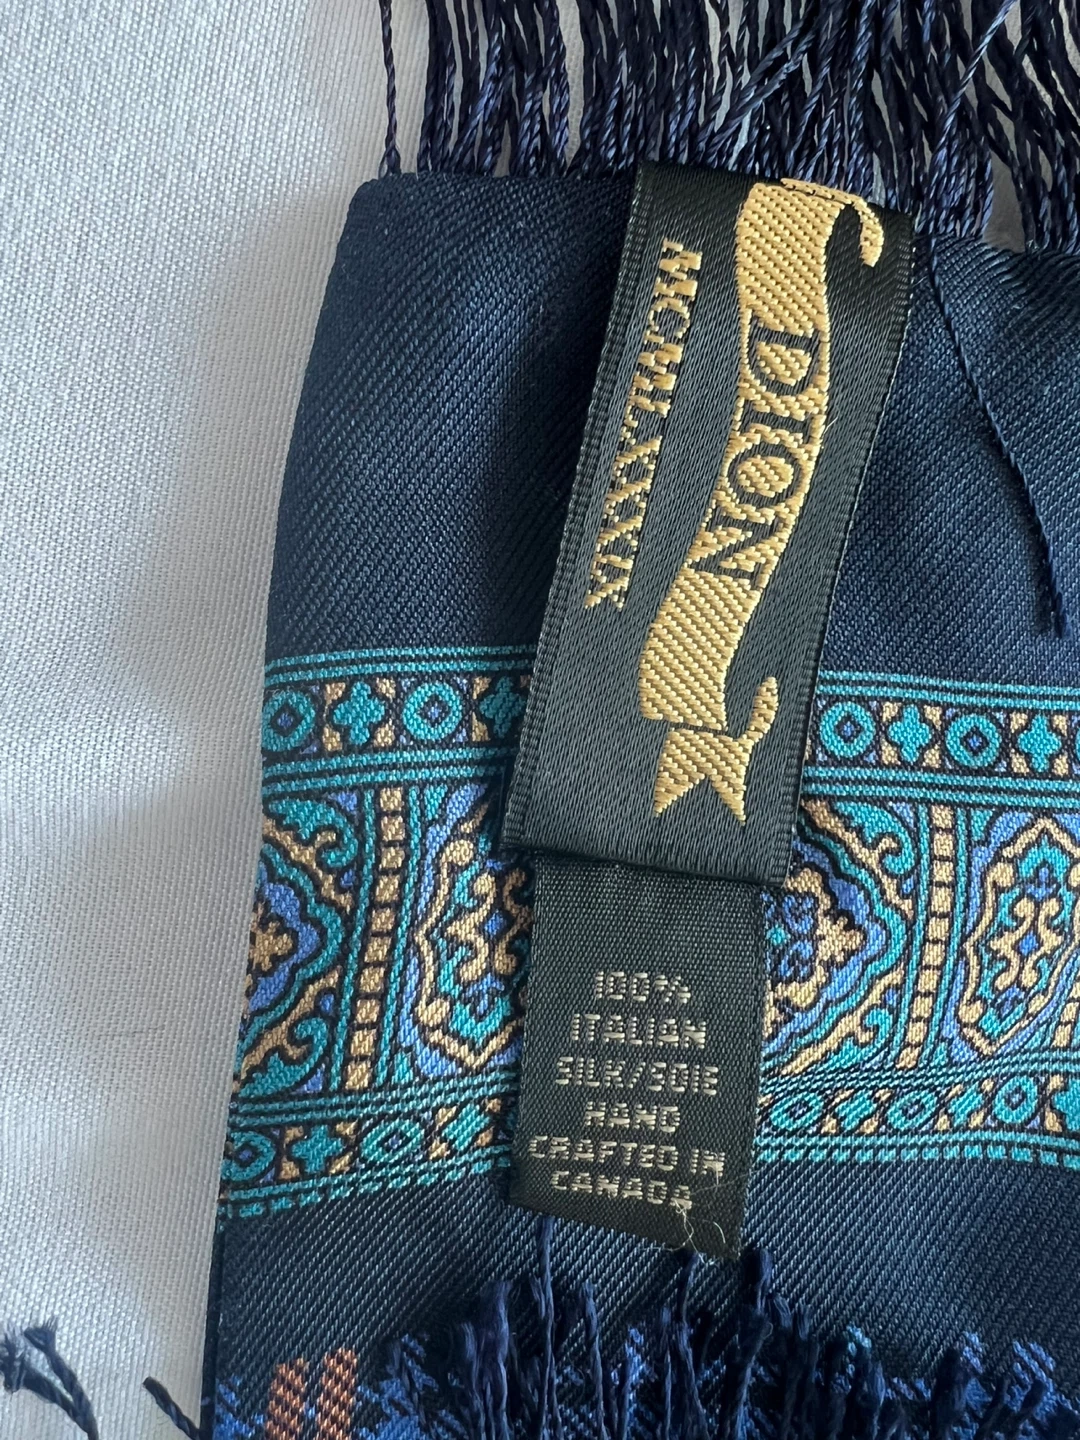 DION
MCMLXXXIX
100%
ITALIAN
SILK/SOIE
HAND
CRAFTED IN
CANADA